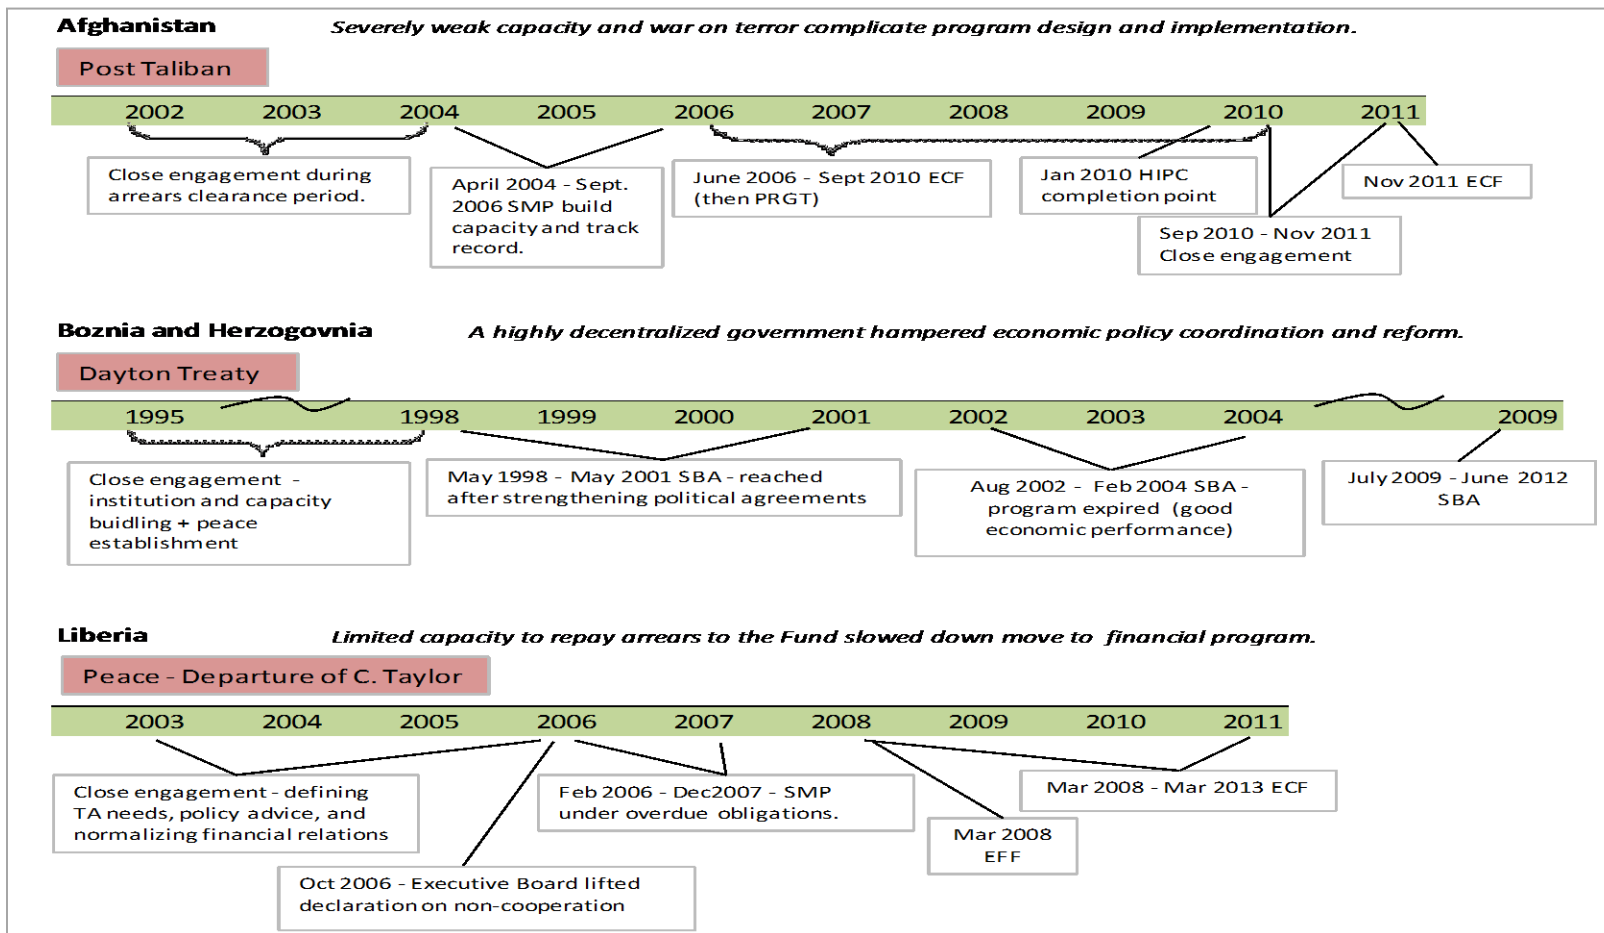 Afghanistan Severely weak capacity and war on terror complicate program design and implementation.
Post Taliban
2002 2003 2004 2005 2006 2007 2008 2009 2010 2011
Close engagement during
arrears clearance period.
April 2004 - Sept.
2006 SMP build
capacity and track
record.
June 2006 - Sept 2010 ECF
(then PRGT)
Jan 2010 HIPC
completion point
Sep 2010 - Nov 2011
Close engagement
Nov 2011 ECF
Boznia and Herzogovnia A highly decentralized government hampered economic policy coordination and reform.
Dayton Treaty
1995 1998 1999 2000 2001 2002 2003 2004 2009
Close engagement -
institution and capacity
buidling + peace
establishment
May 1998 - May 2001 SBA - reached
after strengthening political agreements
Aug 2002 - Feb 2004 SBA -
program expired (good
economic performance)
July 2009 - June 2012
SBA
Liberia Limited capacity to repay arrears to the Fund slowed down move to financial program.
Peace - Departure of C. Taylor
2003 2004 2005 2006 2007 2008 2009 2010 2011
Close engagement - defining
TA needs, policy advice, and
normalizing financial relations
Oct 2006 - Executive Board lifted
declaration on non-cooperation
Feb 2006 - Dec2007 - SMP
under overdue obligations.
Mar 2008
EFF
Mar 2008 - Mar 2013 ECF